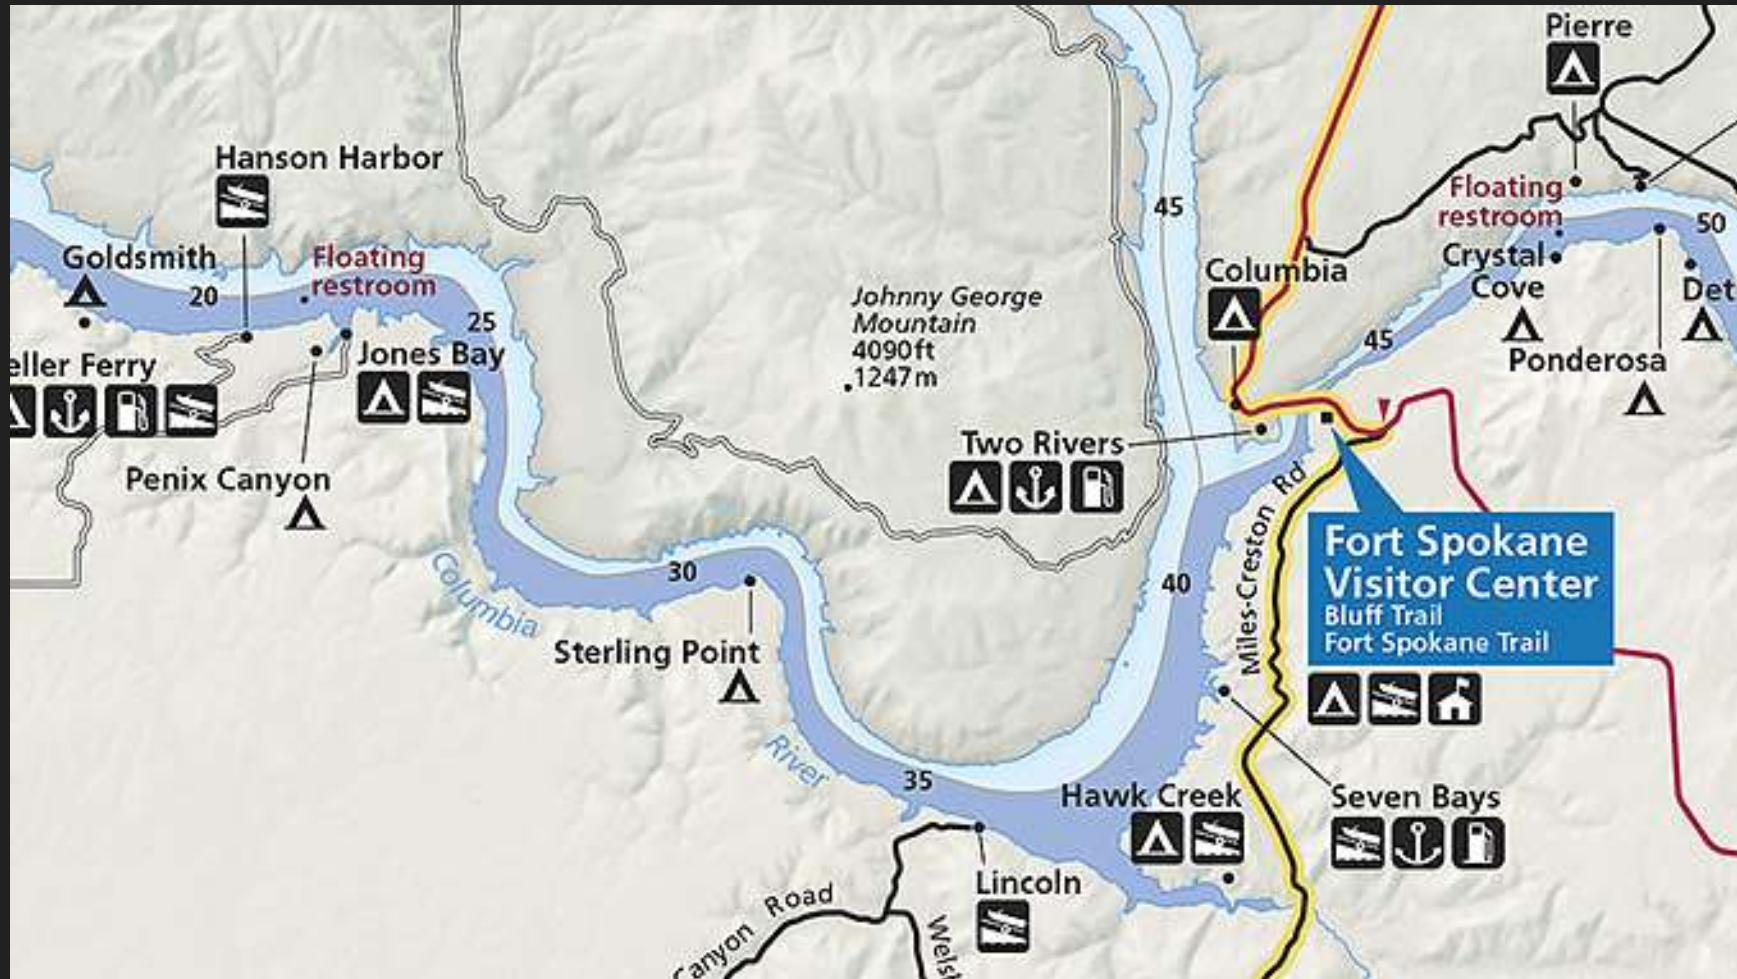 Pierre
Hanson Harbor
Floating
restroom
45
50
Goldsmith
Floating
restroom
20
Columbia
Crystal
Cove
Det
Johnny George
Mountain
4090ft
1247m
25
45
eller Ferry
Jones Bay
Ponderosa
Two Rivers
Penix Canyon
Miles-Creston Rd
Fort Spokane
Visitor Center
Bluff Trail
Fort Spokane Trail
Columbia
30
40
Sterling Point
River
35
Hawk Creek
Seven Bays
Lincoln
Canyon Road
Welsh